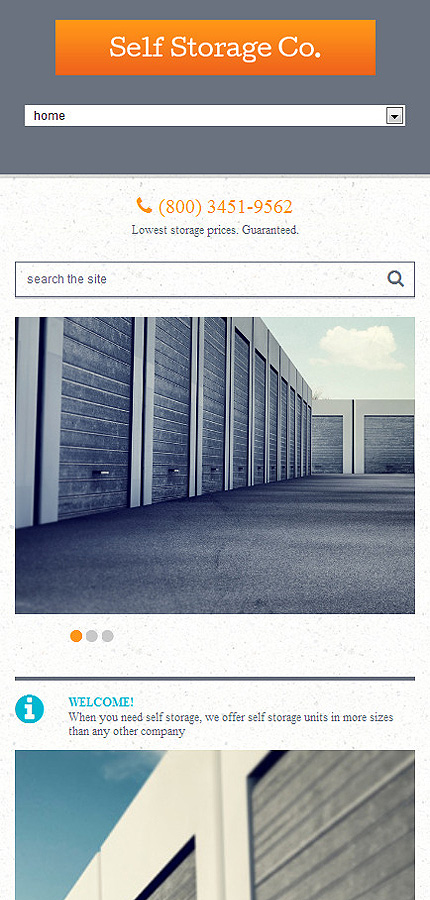 Self Storage Co.
home
(800) 3451-9562
Lowest storage prices. Guaranteed.
search the site
WELCOME!
When you need self storage, we offer self storage units in more sizes
than any other company